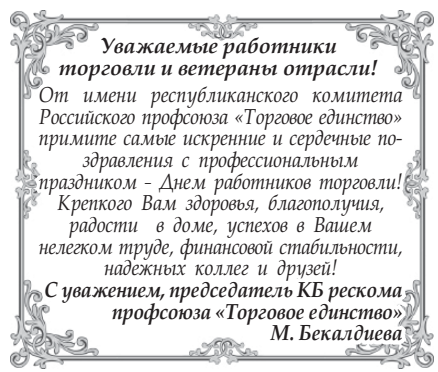 Уважаемые работники
торговли и ветераны отрасли!
От имени республиканского комитета
Российского профсоюза «Торговое единство»
примите самые искренние и сердечные по-
здравления с профессиональным
праздником - Днем работников торговли!
Крепкого Вам здоровья, благополучия,
радости в доме, успехов в Вашем
нелегком труде, финансовой стабильности,
надежных коллег и друзей!
С уважением, председатель КБ рескома
профсоюза «Торговое единство»
М. Бекалдиева